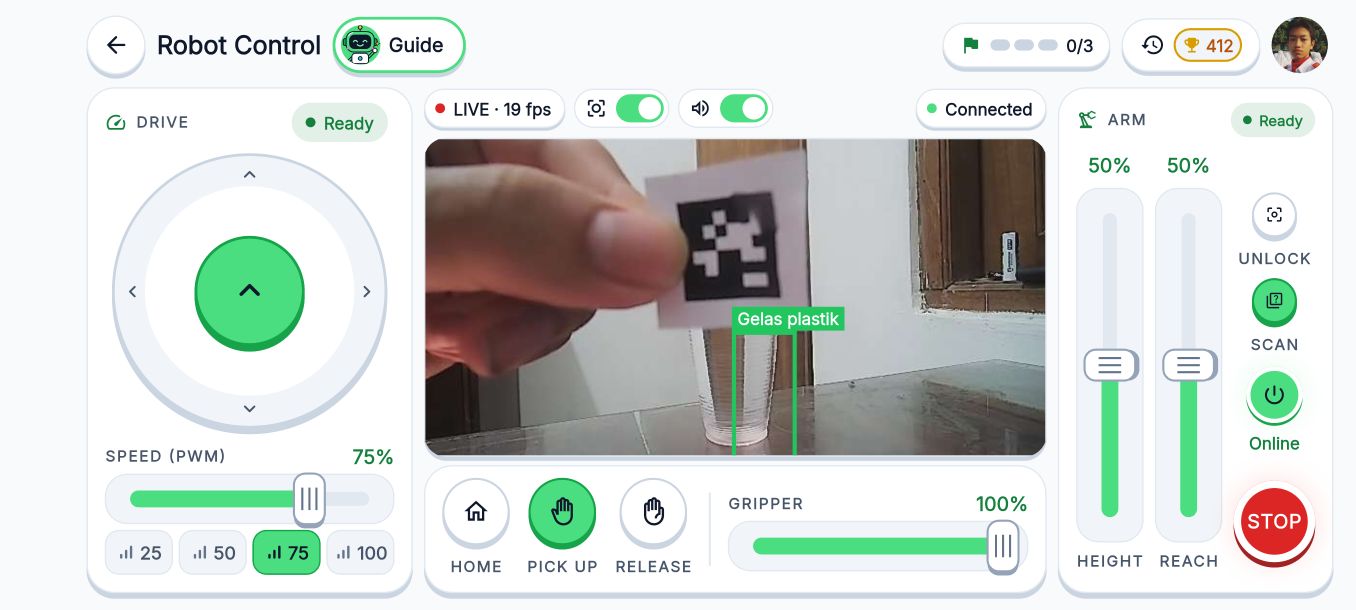 Robot Control
Guide
0/3
412
DRIVE
Ready
SPEED (PWM)
75%
25
50
75
100
LIVE · 19 fps
Connected
Gelas plastik
HOME
PICK UP
RELEASE
GRIPPER
100%
ARM
Ready
50%
50%
HEIGHT
REACH
UNLOCK
SCAN
Online
STOP